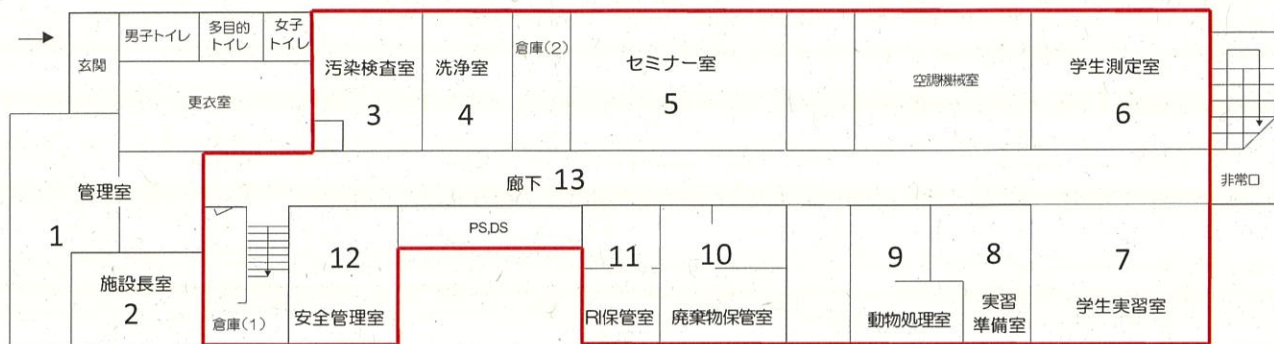 玄関
男子トイレ
多目的
トイレ
女子
トイレ
更衣室
汚染検査室
3
洗浄室
4
倉庫(2)
セミナー室
5
空調機械室
学生測定室
6
管理室
1
施設長室
2
廊下 13
非常口
倉庫(1)
12
安全管理室
PS,DS
11
RI保管室
10
廃棄物保管室
9
動物処理室
8
実習
準備室
7
学生実習室